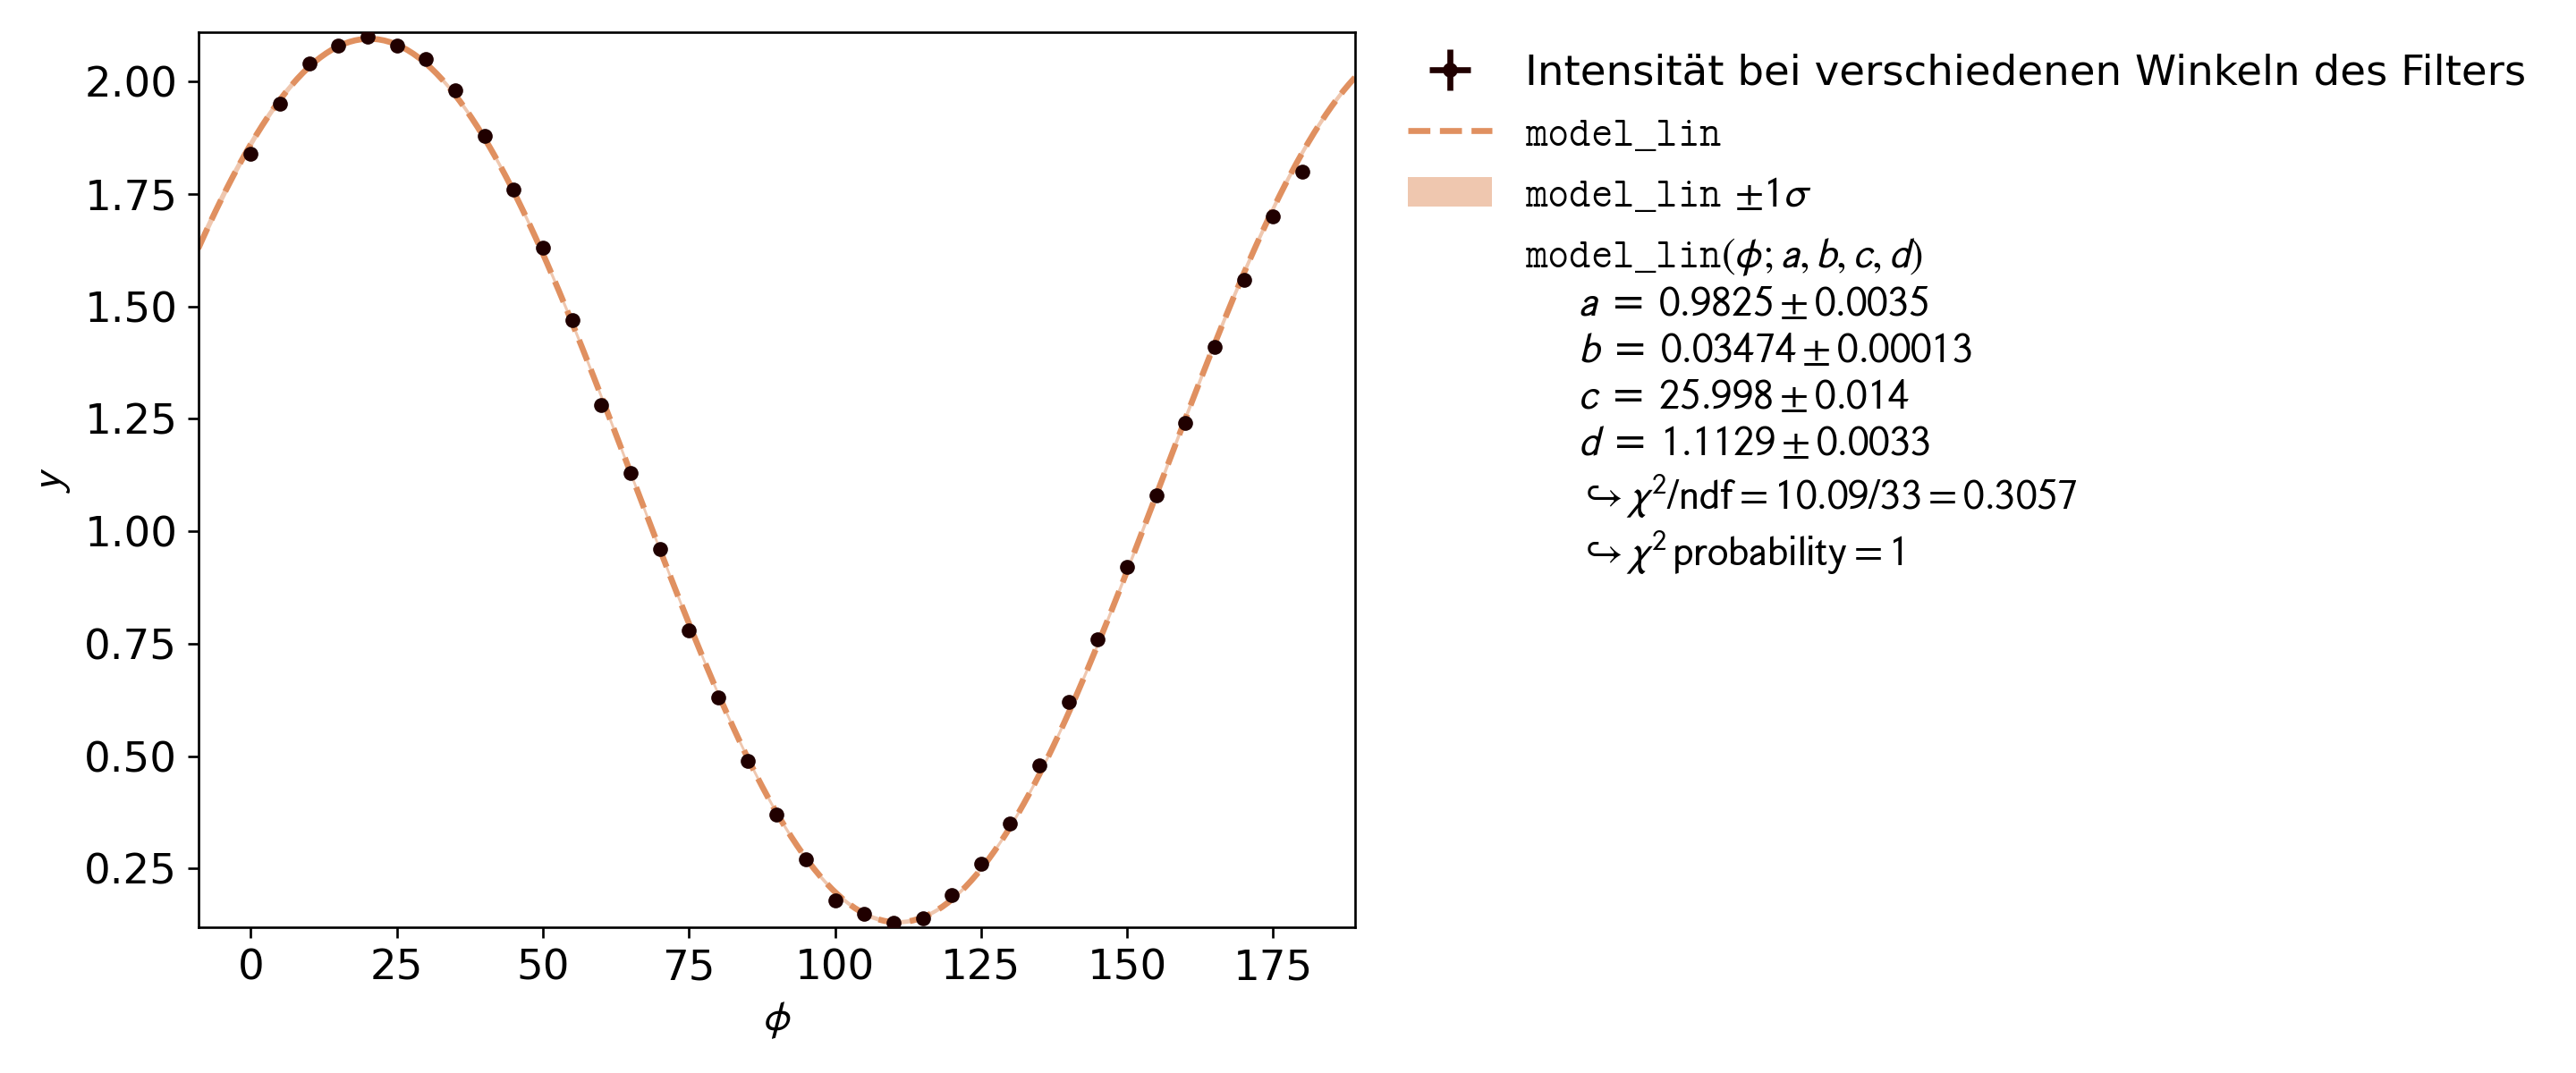 2.00
1.75
1.50
1.25
1.00
0.75
0.50
0.25
y
0 25 50 75 100 125 150 175
ϕ
Intensität bei verschiedenen Winkeln des Filters
model_lin
model_lin ±1σ
model_lin(ϕ; a, b, c, d)
a = 0.9825 ± 0.0035
b = 0.03474 ± 0.00013
c = 25.998 ± 0.014
d = 1.1129 ± 0.0033
↪ χ²/ndf = 10.09/33 = 0.3057
↪ χ² probability = 1